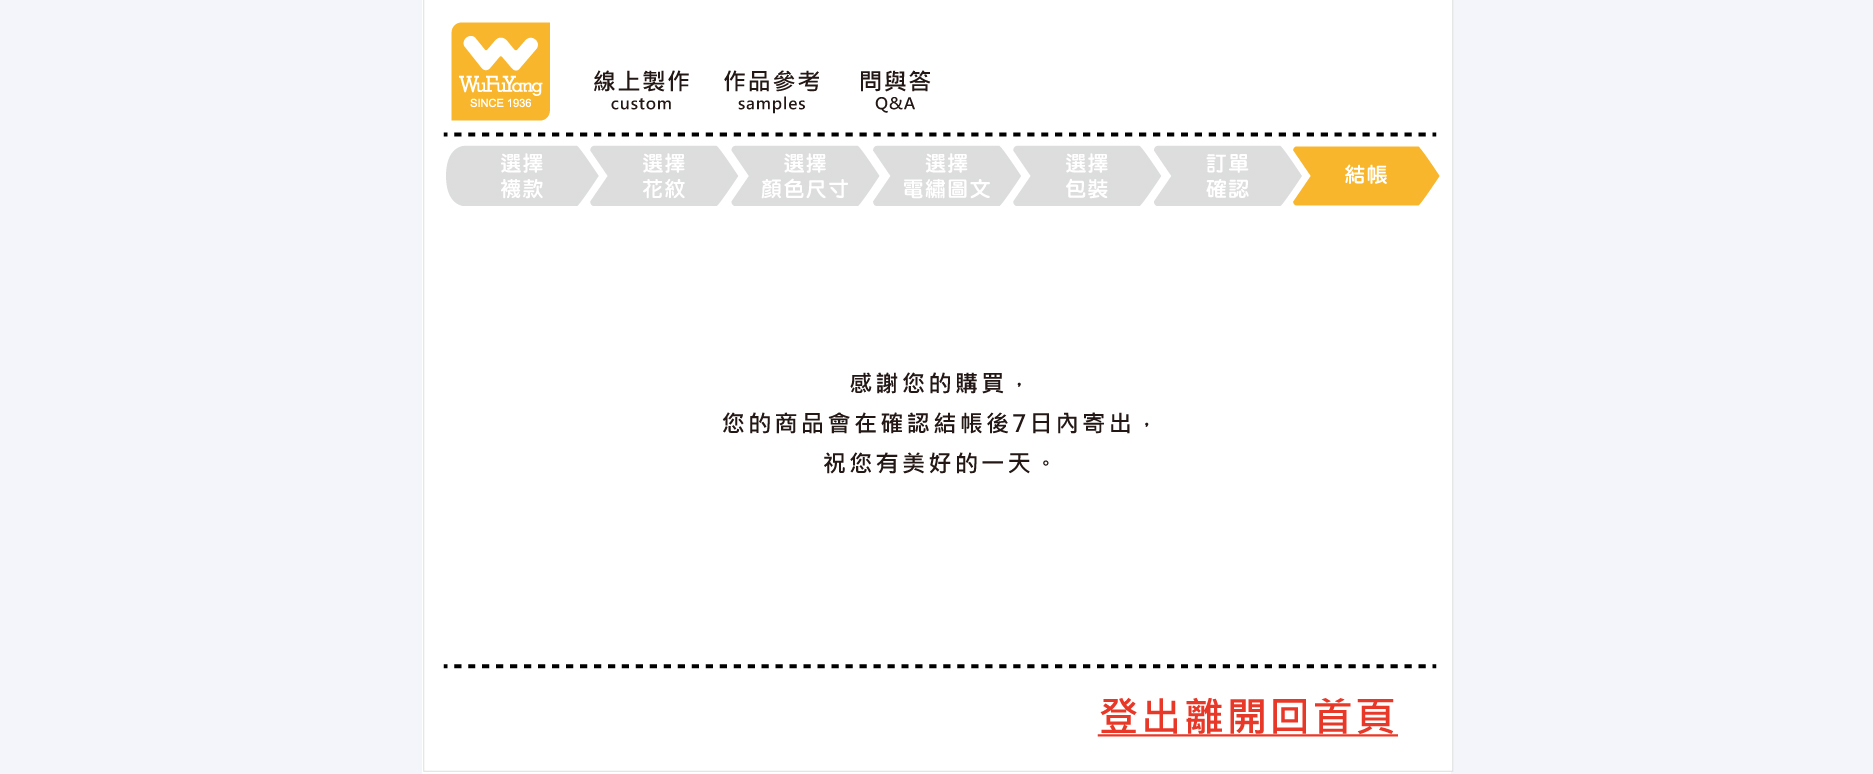 WuFuYang
SINCE 1936
線上製作
custom
作品參考
samples
問與答
Q&A
選擇
襪款
選擇
花紋
選擇
顏色尺寸
選擇
電繡圖文
選擇
包裝
訂單
確認
結帳
感謝您的購買，
您的商品會在確認結帳後7日內寄出，
祝您有美好的一天。
登出離開回首頁